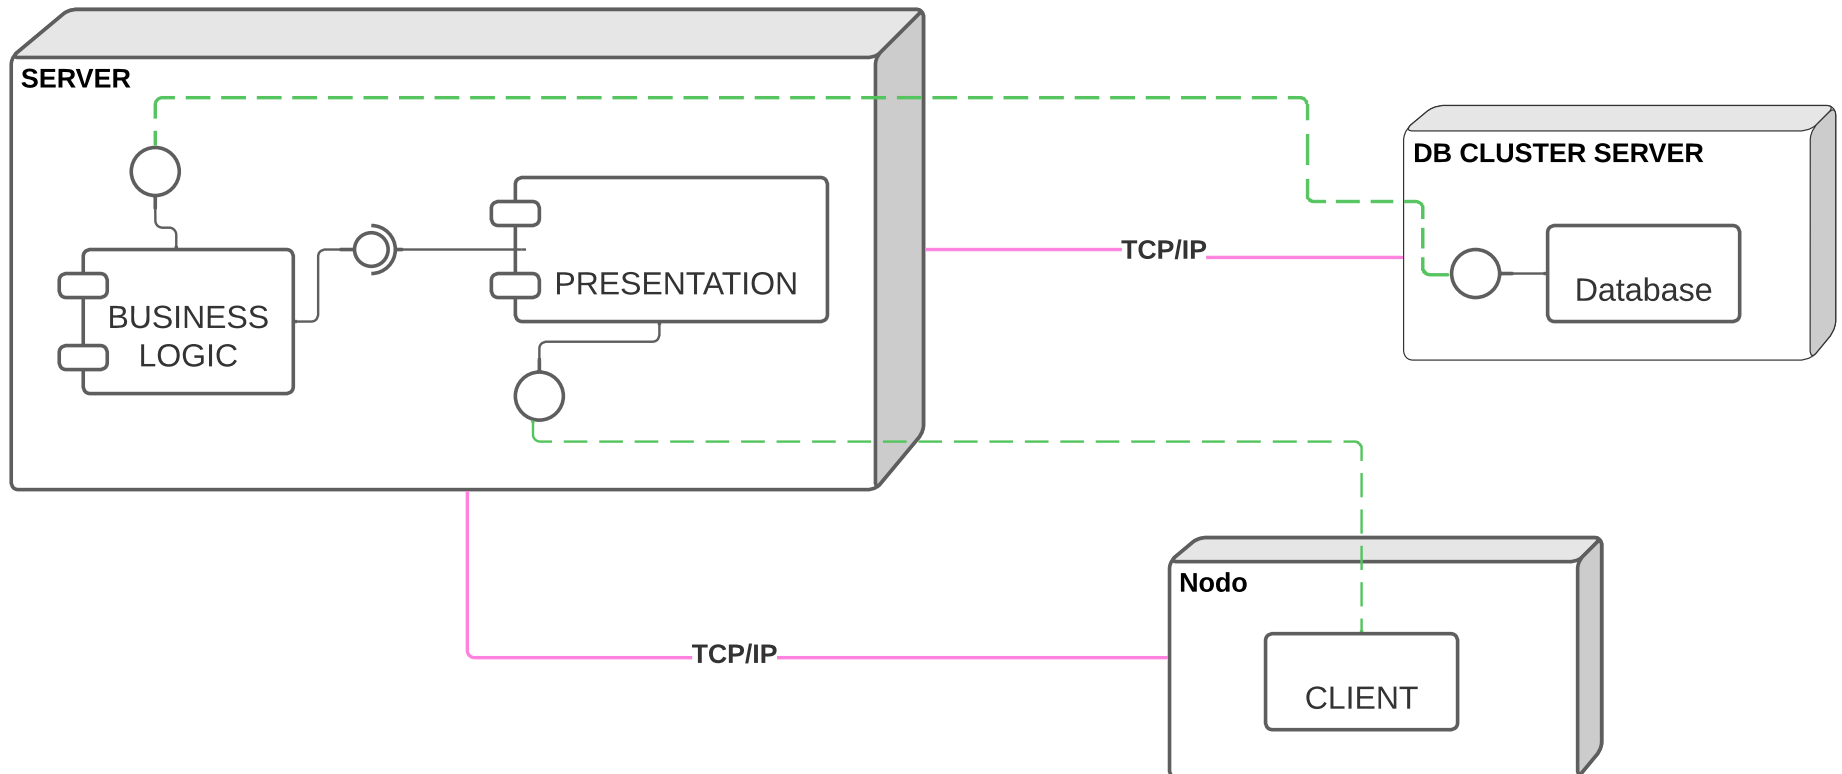 SERVER
BUSINESS
LOGIC
PRESENTATION
TCP/IP
DB CLUSTER SERVER
Database
TCP/IP
Nodo
CLIENT